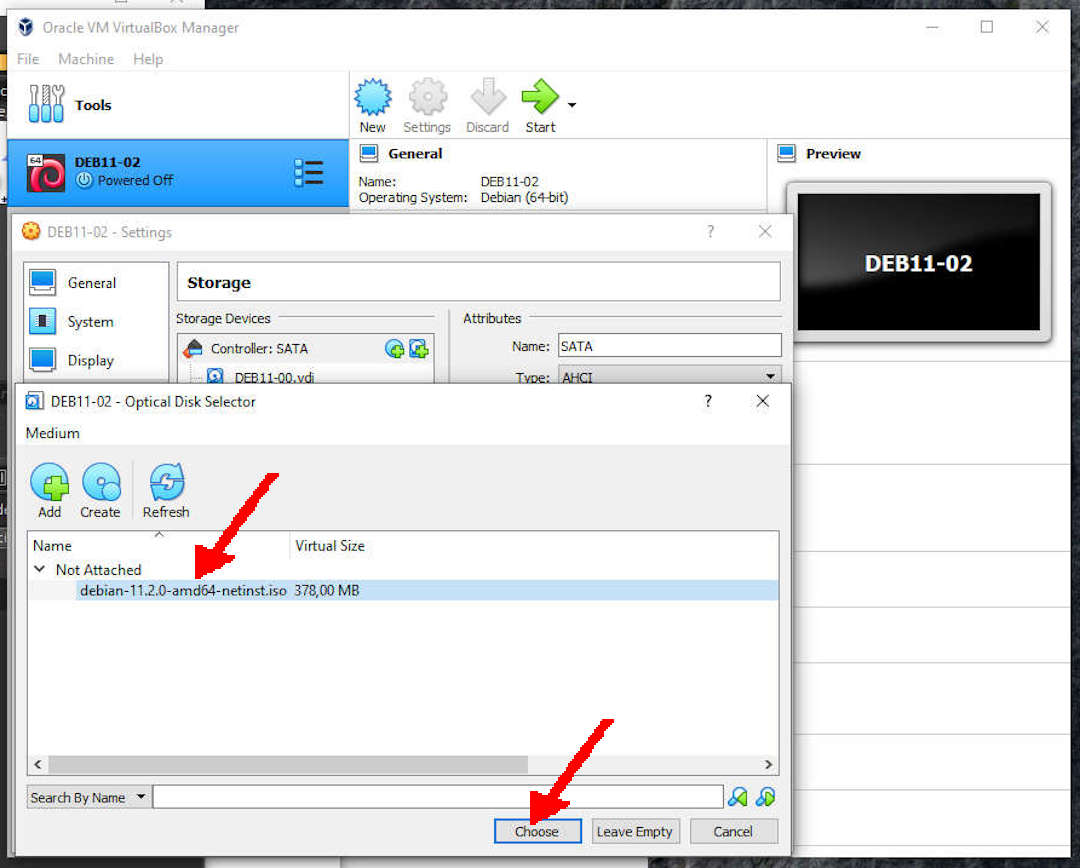 Oracle VM VirtualBox Manager
File Machine Help
Tools
New Settings Discard Start
64 DEB11-02
Powered Off
General
Name: DEB11-02
Operating System: Debian (64-bit)
Preview
DEB11-02
DEB11-02 - Settings ?
General
System
Display
Storage
Storage Devices
Controller: SATA
DEB11-00.vdi
Attributes
Name: SATA
Type: AHCI
DEB11-02 - Optical Disk Selector ?
Medium
Add Create Refresh
Name Virtual Size
Not Attached
debian-11.2.0-amd64-netinst.iso 378,00 MB
Search By Name
Choose Leave Empty Cancel